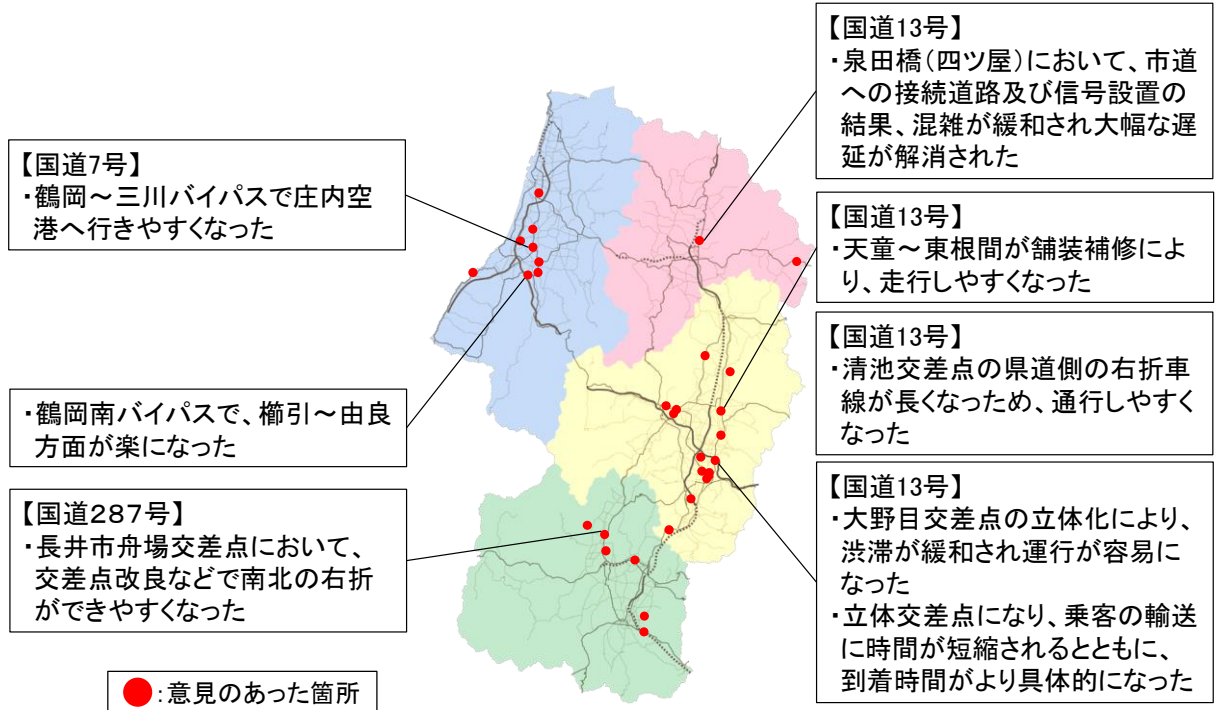 【国道7号】
・鶴岡～三川バイパスで庄内空
港へ行きやすくなった
・鶴岡南バイパスで、櫛引～由良
方面が楽になった
【国道287号】
・長井市舟場交差点において、
交差点改良などで南北の右折
ができやすくなった
●:意見のあった箇所
【国道13号】
・泉田橋(四ツ屋)において、市道
への接続道路及び信号設置の
結果、混雑が緩和され大幅な遅
延が解消された
【国道13号】
・天童～東根間が舗装補修によ
り、走行しやすくなった
【国道13号】
・清池交差点の県道側の右折車
線が長くなっため、通行しやすく
なった
【国道13号】
・大野目交差点の立体化により、
渋滞が緩和され運行が容易に
なった
・立体交差点になり、乗客の輸送
に時間が短縮されるとともに、
到着時間がより具体的になった